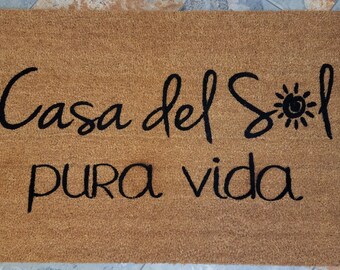 Casa del Sol
pura vida